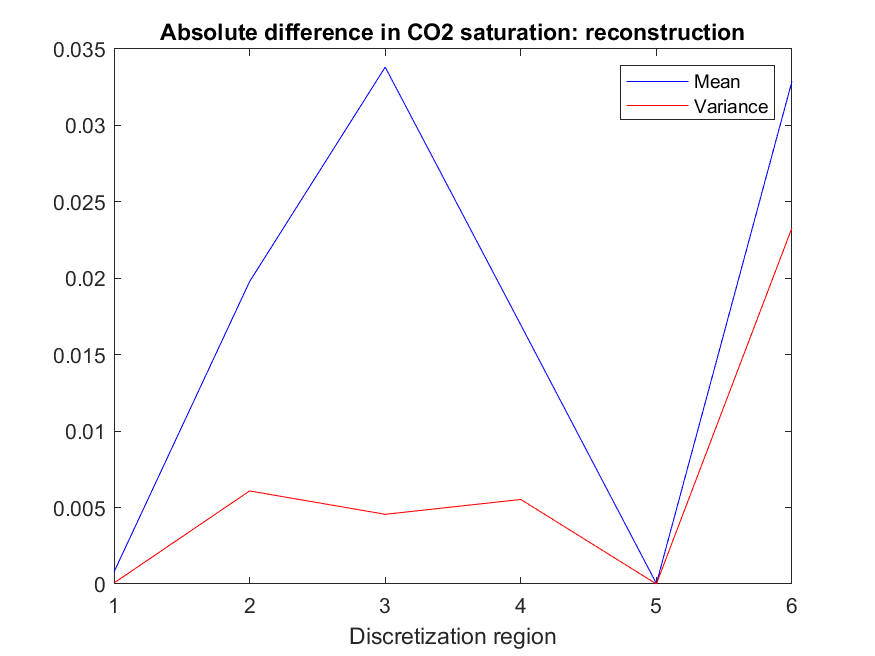 Absolute difference in CO2 saturation: reconstruction
0.035
0.03
0.025
0.02
0.015
0.01
0.005
0
Mean
Variance
1 2 3 4 5 6
Discretization region